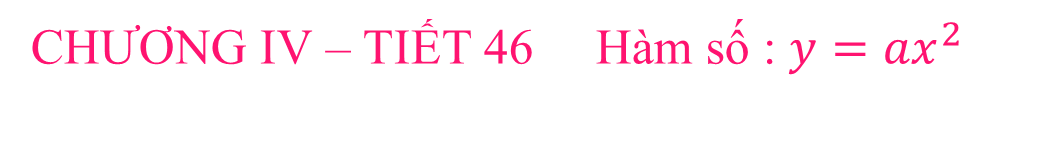 CHƯƠNG IV – TIẾT 46 Hàm số : y = ax²